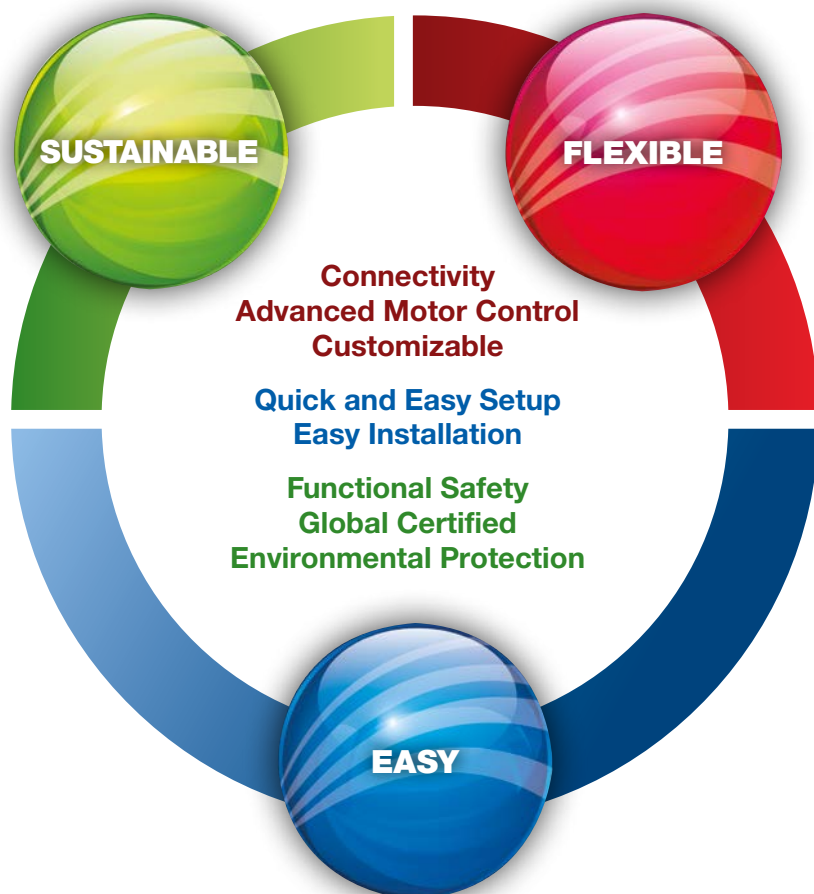 SUSTAINABLE
FLEXIBLE
Connectivity
Advanced Motor Control
Customizable
Quick and Easy Setup
Easy Installation
Functional Safety
Global Certified
Environmental Protection
EASY